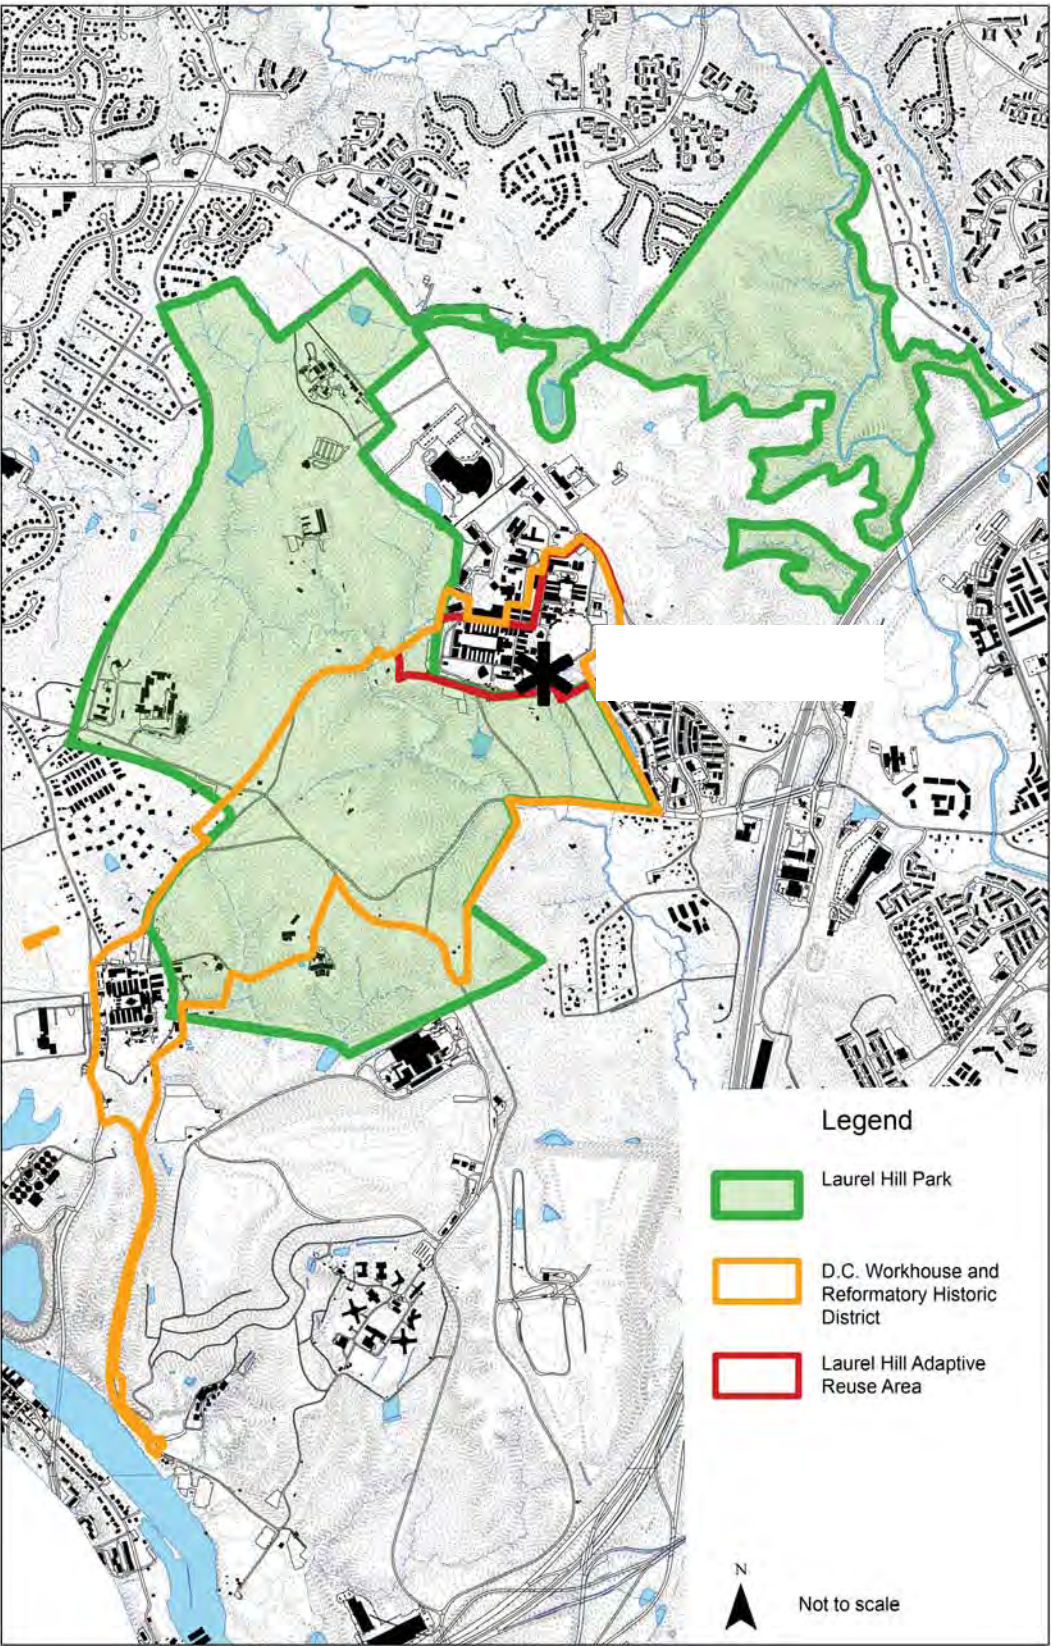 Legend
Laurel Hill Park
D.C. Workhouse and
Reformatory Historic
District
Laurel Hill Adaptive
Reuse Area
N
Not to scale